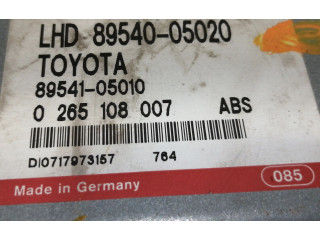 LHD 89540-05020
TOYOTA
89541-05010
0 265 108 007 ABS
DI0717973157 764
Made in Germany 085